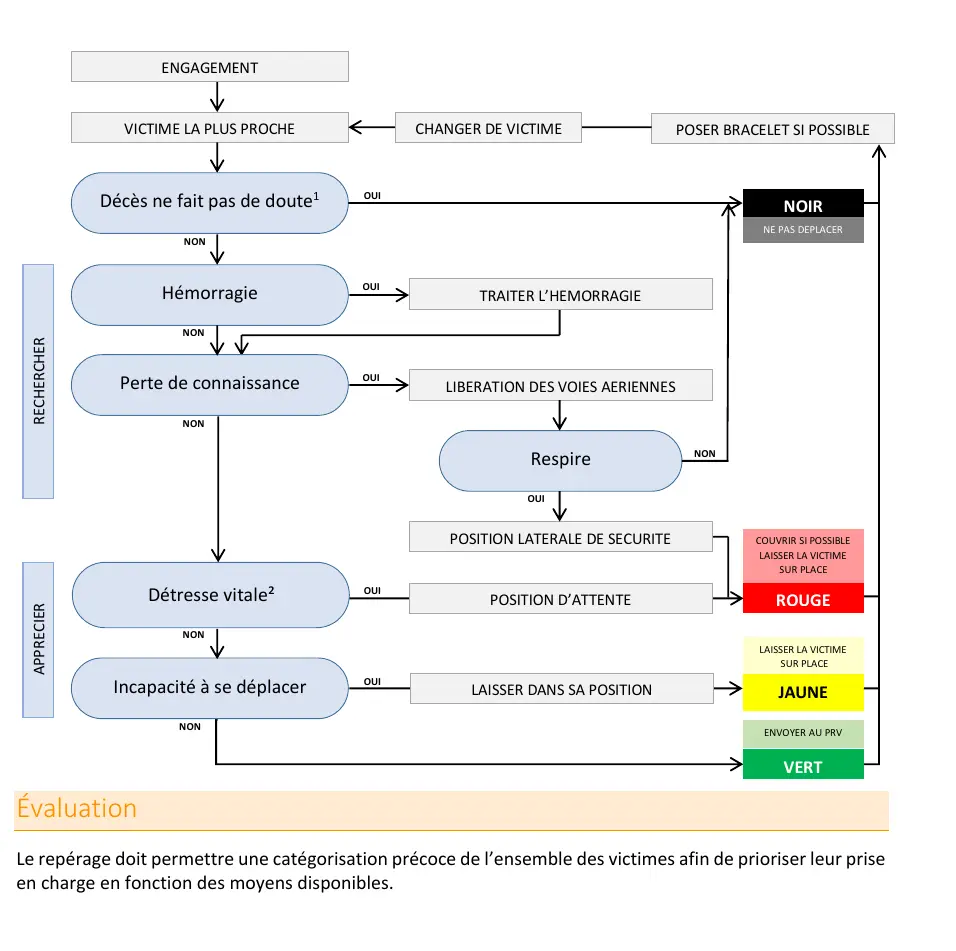 ENGAGEMENT
VICTIME LA PLUS PROCHE
CHANGER DE VICTIME
POSER BRACELET SI POSSIBLE
Décès ne fait pas de doute¹
OUI
NOIR
NE PAS DEPLACER
NON
RECHERCHER
Hémorragie
OUI
TRAITER L’HEMORRAGIE
NON
Perte de connaissance
OUI
LIBERATION DES VOIES AERIENNES
NON
Respire
NON
OUI
POSITION LATERALE DE SECURITE
COUVRIR SI POSSIBLE
LAISSER LA VICTIME
SUR PLACE
ROUGE
APPRECIER
Détresse vitale²
OUI
POSITION D’ATTENTE
NON
LAISSER LA VICTIME
SUR PLACE
JAUNE
Incapacité à se déplacer
OUI
LAISSER DANS SA POSITION
NON
ENVOYER AU PRV
VERT
Évaluation
Le repérage doit permettre une catégorisation précoce de l’ensemble des victimes afin de prioriser leur prise
en charge en fonction des moyens disponibles.